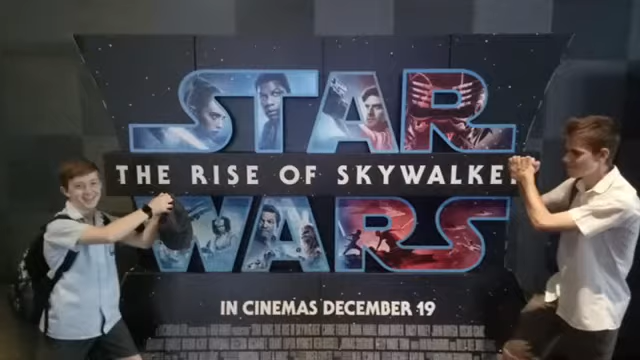 STAR
THE RISE OF SKYWALKER
WARS
IN CINEMAS DECEMBER 19